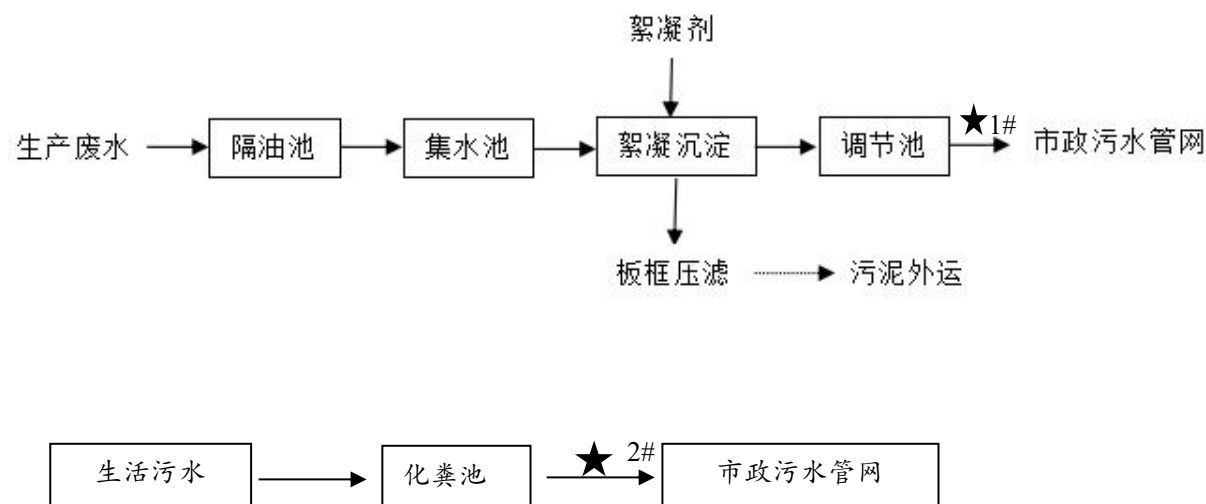 絮凝剂
生产废水 隔油池 集水池 絮凝沉淀 调节池 ★1# 市政污水管网
板框压滤 污泥外运
生活污水 化粪池 ★ 2# 市政污水管网